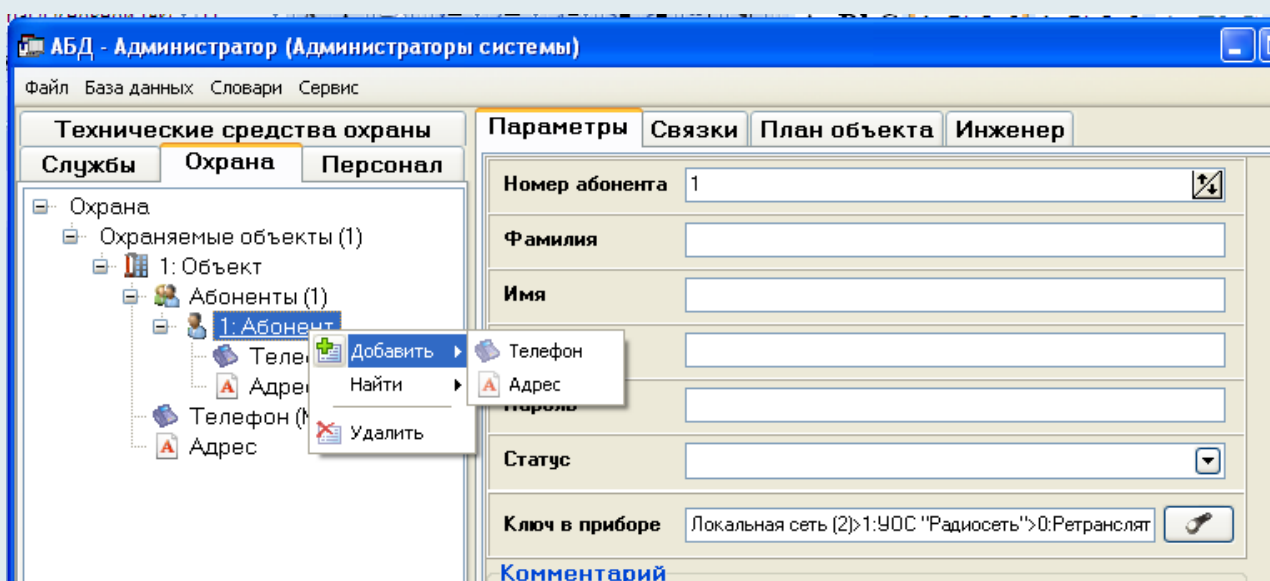 АБД - Администратор (Администраторы системы)
Файл База данных Словари Сервис
Технические средства охраны
Службы Охрана Персонал
Параметры Связки План объекта Инженер
Охрана
Охраняемые объекты (1)
1: Объект
Абоненты (1)
1: Абонент
Адрес
Телефон
Адрес
Добавить
Найти
Удалить
Телефон
Адрес
Номер абонента 1
Фамилия
Имя
Пароль
Статус
Ключ в приборе Локальная сеть (2)>1:УОС "Радиосеть">0:Ретранслят
Комментарий